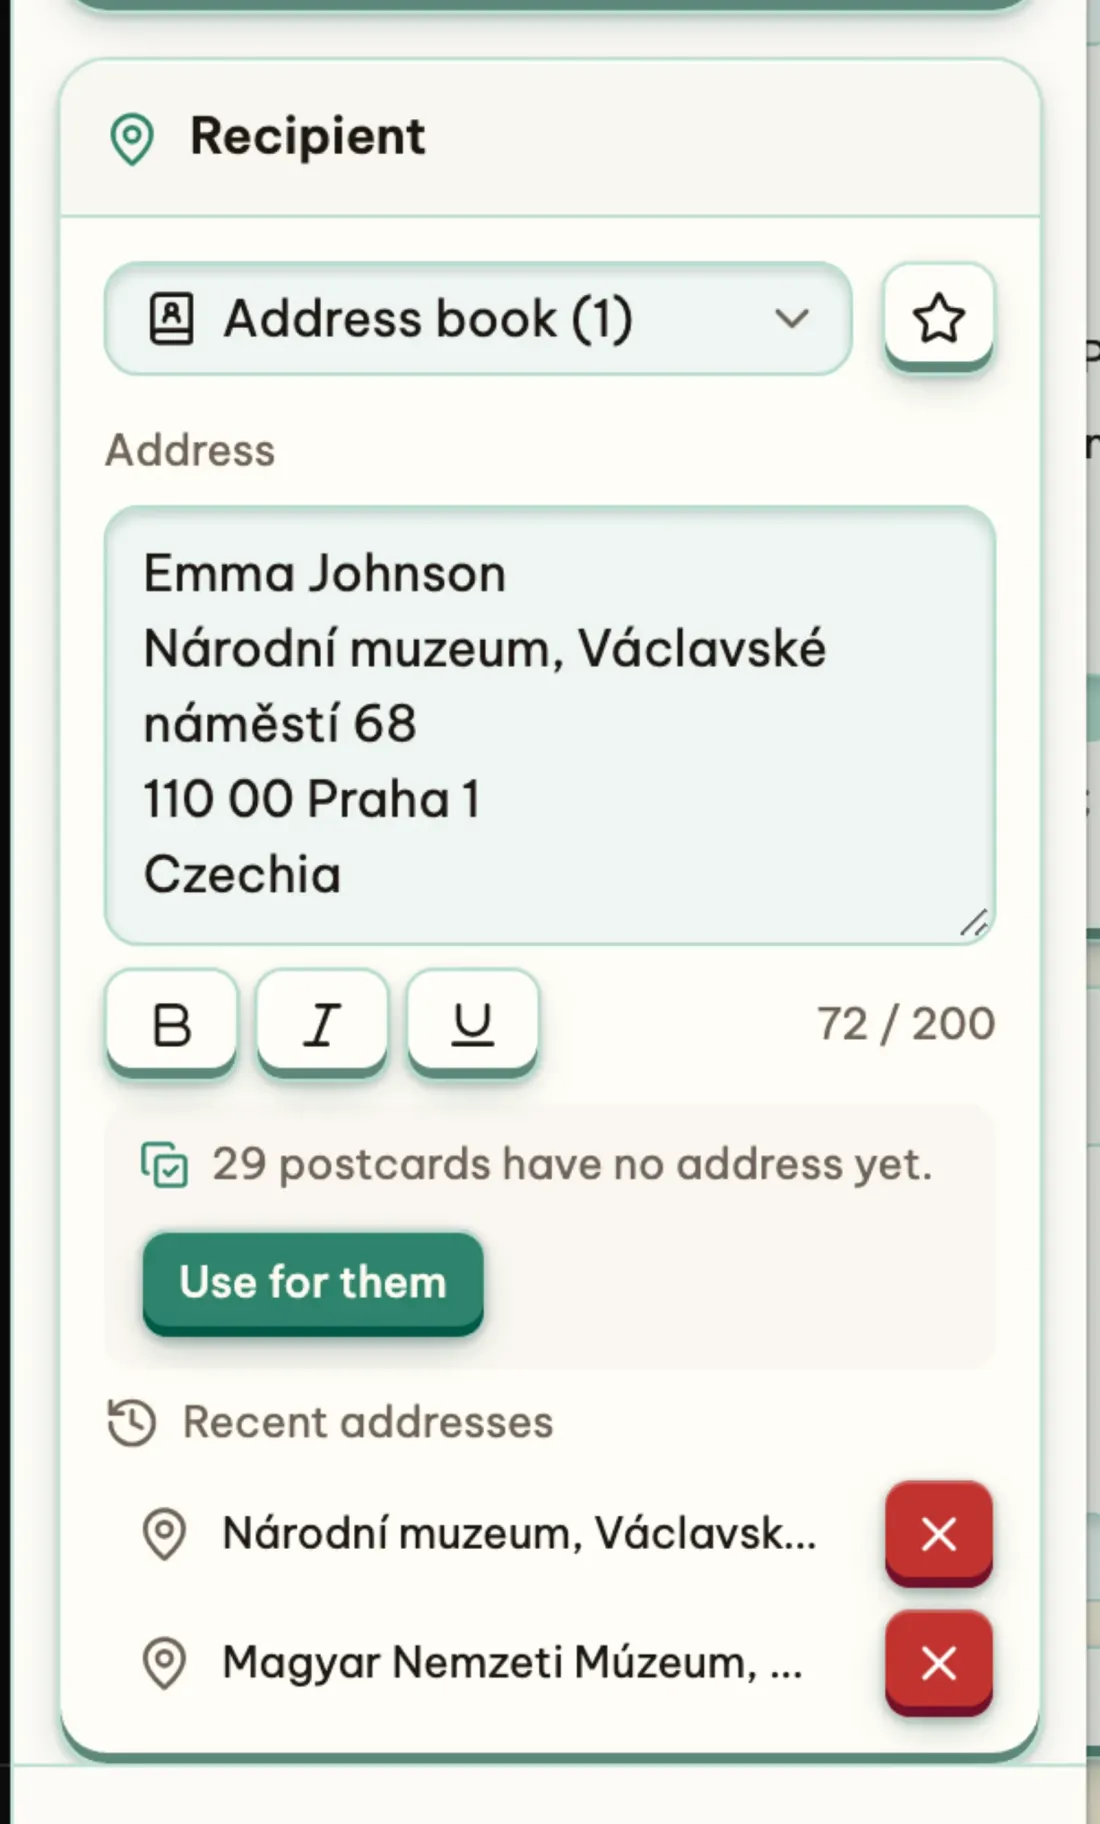 Recipient
Address book (1)
Address
Emma Johnson
Národní muzeum, Václavské
náměstí 68
110 00 Praha 1
Czechia
B I U
72 / 200
29 postcards have no address yet.
Use for them
Recent addresses
Národní muzeum, Václavsk...
Magyar Nemzeti Múzeum, ...